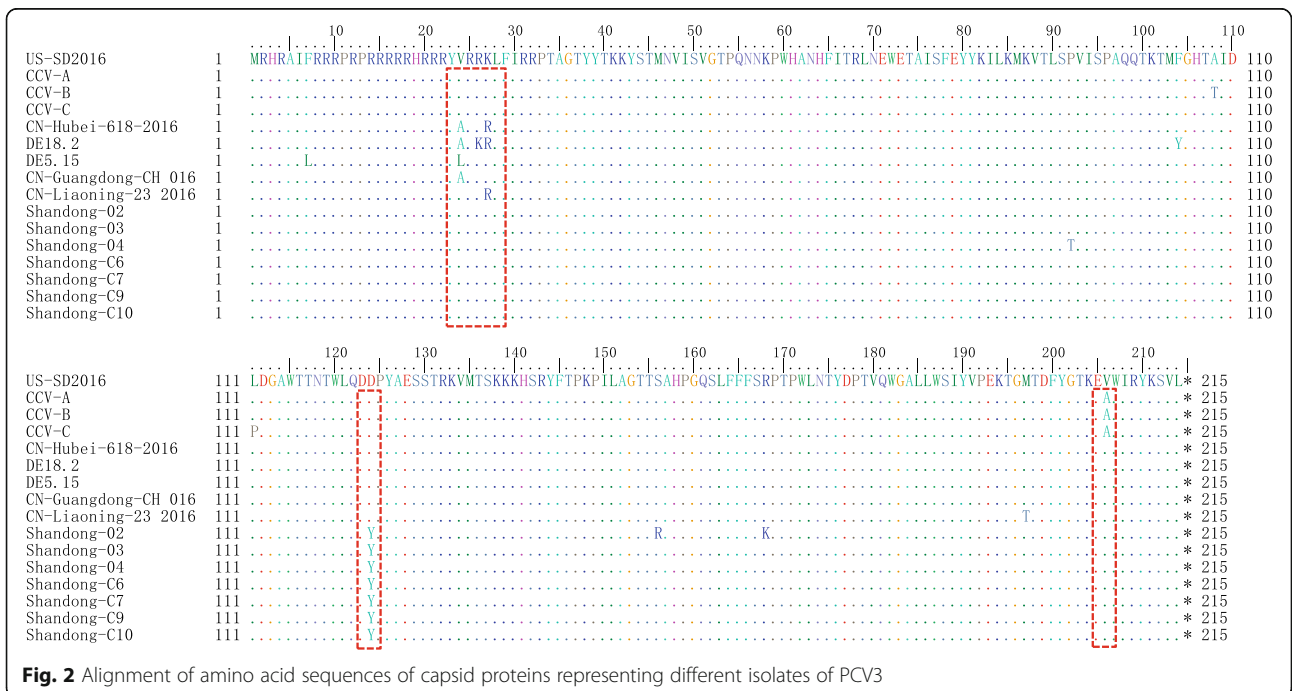 10 20 30 40 50 60 70 80 90 100 110
US-SD2016 1 MRHRAIFRRRPRPRRRRRHRRRYVRRKLFIRRPTAGTYYTKKYSTMNVISVGTPQNNKPWHANHFITRLNEWETAISFEYYKILKMKVTLSPVISPAQQTKTMFGHTAID 110
CCV-A 1 110
CCV-B 1 T 110
CCV-C 1 110
CN-Hubei-618-2016 1 A..R 110
DE18.2 1 A.KR Y 110
DE5.15 1 L L 110
CN-Guangdong-CH 016 1 A 110
CN-Liaoning-23 2016 1 R 110
Shandong-02 1 110
Shandong-03 1 110
Shandong-04 1 T 110
Shandong-C6 1 110
Shandong-C7 1 110
Shandong-C9 1 110
Shandong-C10 1 110
120 130 140 150 160 170 180 190 200 210
US-SD2016 111 LDGAWTTNTWLQDDPYAESSTRKVMTSKKKHSRYFTPKPILAGTTSAHPGQSLFFFSRPTPWLNTYDPTVQWGALLWSIYVPEKTGMTDFYGTKEVWIRYKSVL* 215
CCV-A 111 A * 215
CCV-B 111 A * 215
CCV-C 111 P A * 215
CN-Hubei-618-2016 111 * 215
DE18.2 111 * 215
DE5.15 111 * 215
CN-Guangdong-CH 016 111 * 215
CN-Liaoning-23 2016 111 T * 215
Shandong-02 111 Y R K * 215
Shandong-03 111 Y * 215
Shandong-04 111 Y * 215
Shandong-C6 111 Y * 215
Shandong-C7 111 Y * 215
Shandong-C9 111 Y * 215
Shandong-C10 111 Y * 215
Fig. 2 Alignment of amino acid sequences of capsid proteins representing different isolates of PCV3